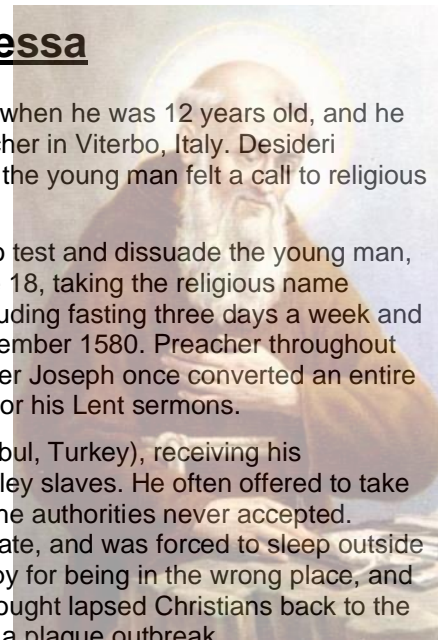 essa
when he was 12 years old, and he
her in Viterbo, Italy. Desideri
the young man felt a call to religious
o test and dissuade the young man,
18, taking the religious name
uding fasting three days a week and
ember 1580. Preacher throughout
er Joseph once converted an entire
or his Lent sermons.
bul, Turkey), receiving his
ley slaves. He often offered to take
he authorities never accepted.
ate, and was forced to sleep outside
by for being in the wrong place, and
ought lapsed Christians back to the
a plague outbreak